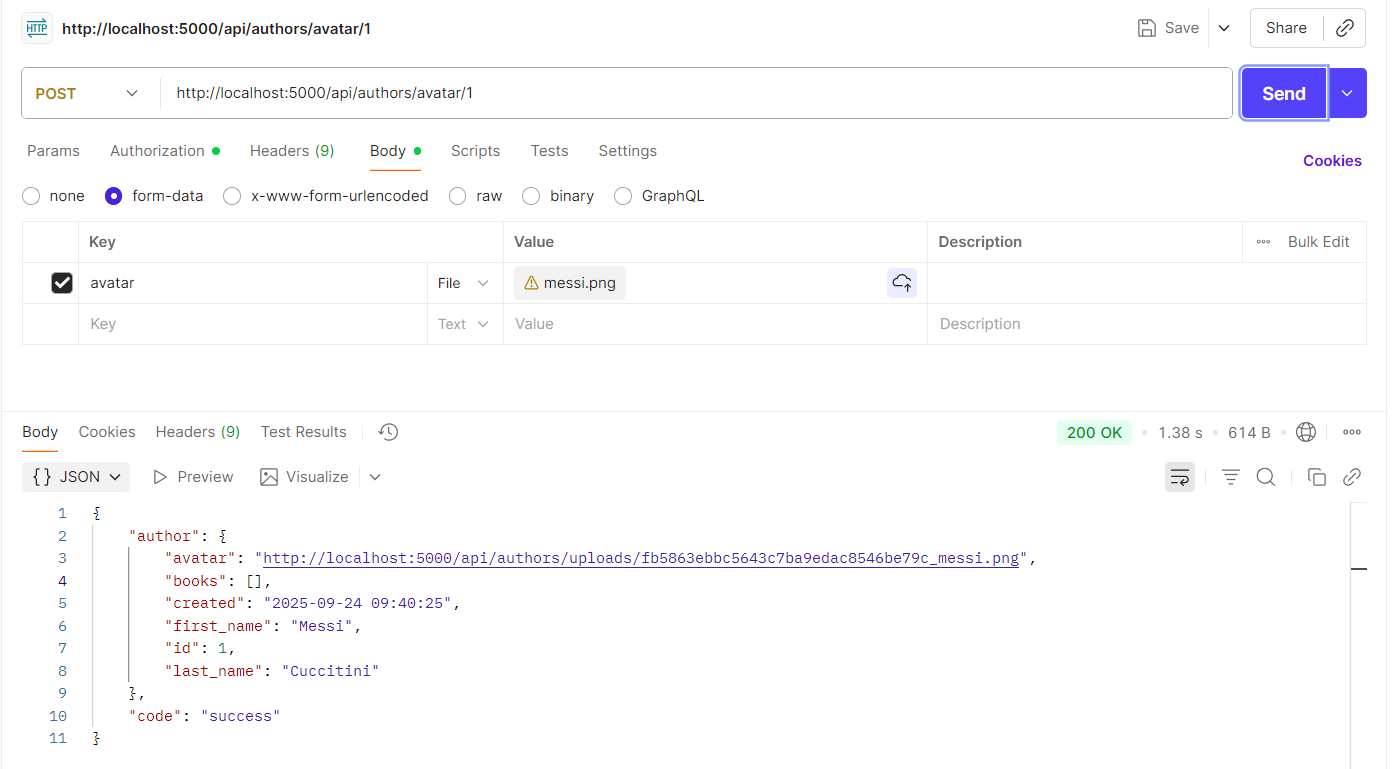 HTTP http://localhost:5000/api/authors/avatar/1 Save Share
POST http://localhost:5000/api/authors/avatar/1 Send
Params Authorization Headers (9) Body Scripts Tests Settings Cookies
none form-data x-www-form-urlencoded raw binary GraphQL
Key Value Description Bulk Edit
avatar File messi.png
Key Text Value Description
Body Cookies Headers (9) Test Results 200 OK 1.38 s 614 B
{} JSON Preview Visualize
1 {
2 "author": {
3 "avatar": "http://localhost:5000/api/authors/uploads/fb5863ebbc5643c7ba9edac8546be79c_messi.png",
4 "books": [],
5 "created": "2025-09-24 09:40:25",
6 "first_name": "Messi",
7 "id": 1,
8 "last_name": "Cuccitini"
9 },
10 "code": "success"
11 }